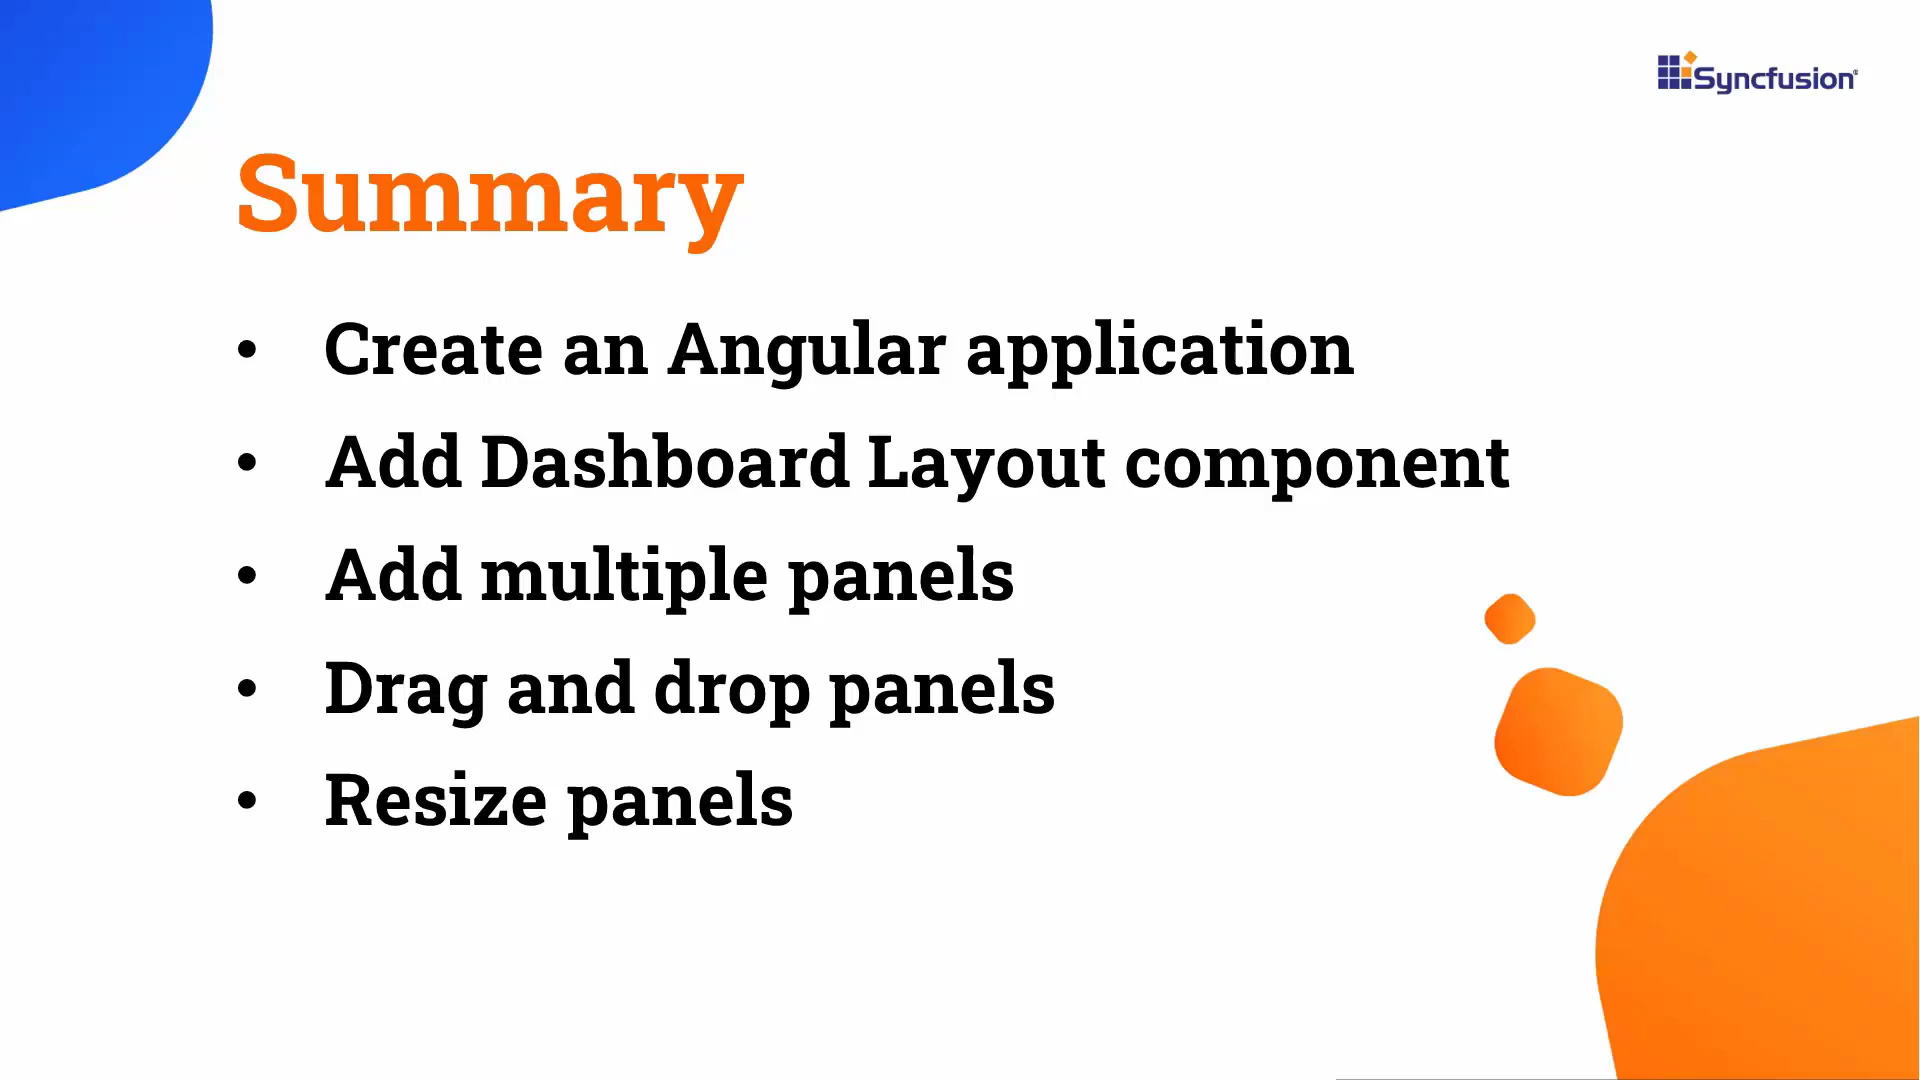 Syncfusion®
Summary
• Create an Angular application
• Add Dashboard Layout component
• Add multiple panels
• Drag and drop panels
• Resize panels